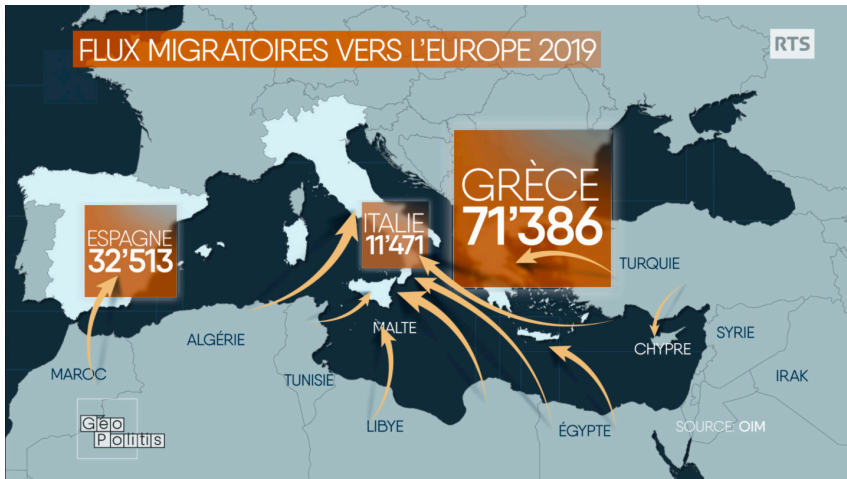 FLUX MIGRATOIRES VERS L'EUROPE 2019
RTS
GRÈCE
71'386
ITALIE
11'471
ESPAGNE
32'513
TURQUIE
ALGÉRIE
MALTE
CHYPRE
SYRIE
MAROC
TUNISIE
IRAK
LIBYE
ÉGYPTE
SOURCE: OIM
Géo
Politis